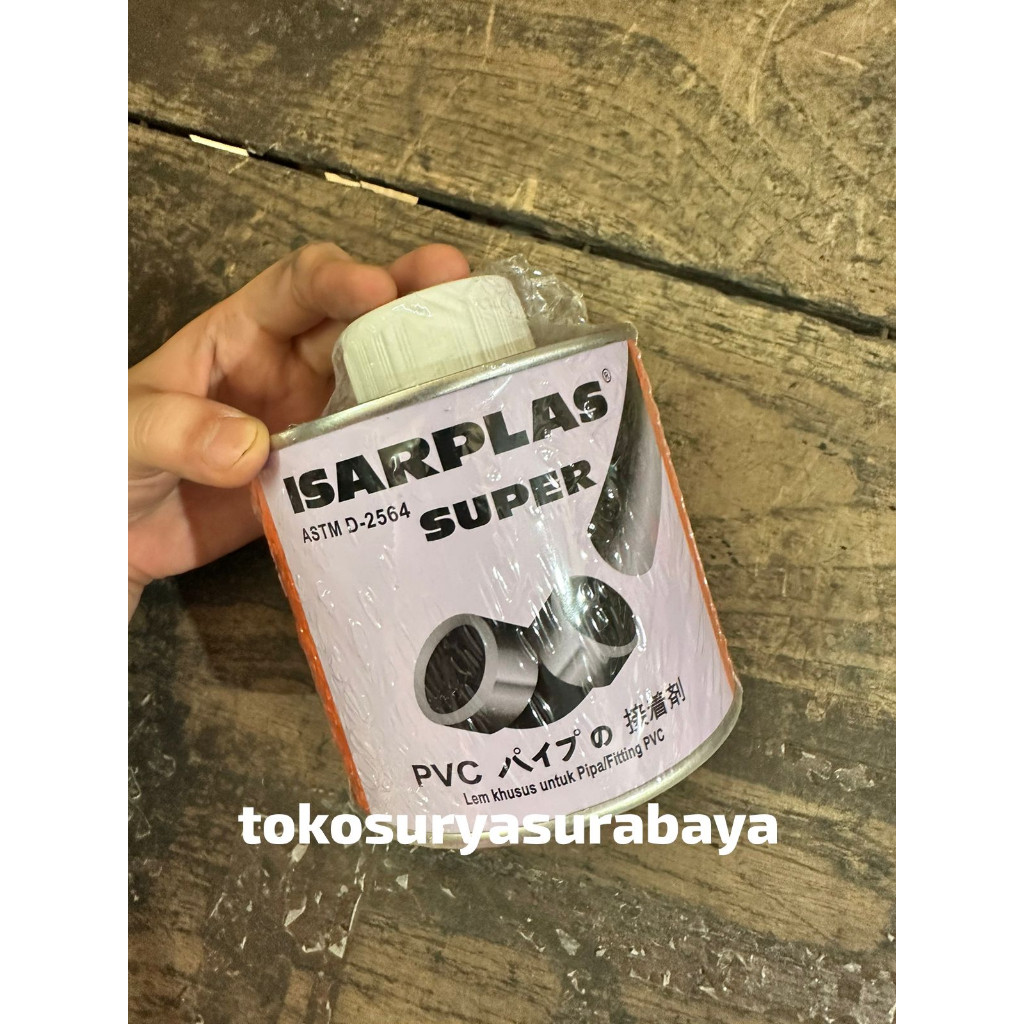 ISARPLAS®
ASTM D-2564 SUPER
PVC パイプの 接着剤
Lem khusus untuk Pipa/Fitting PVC
tokosuryasurabaya